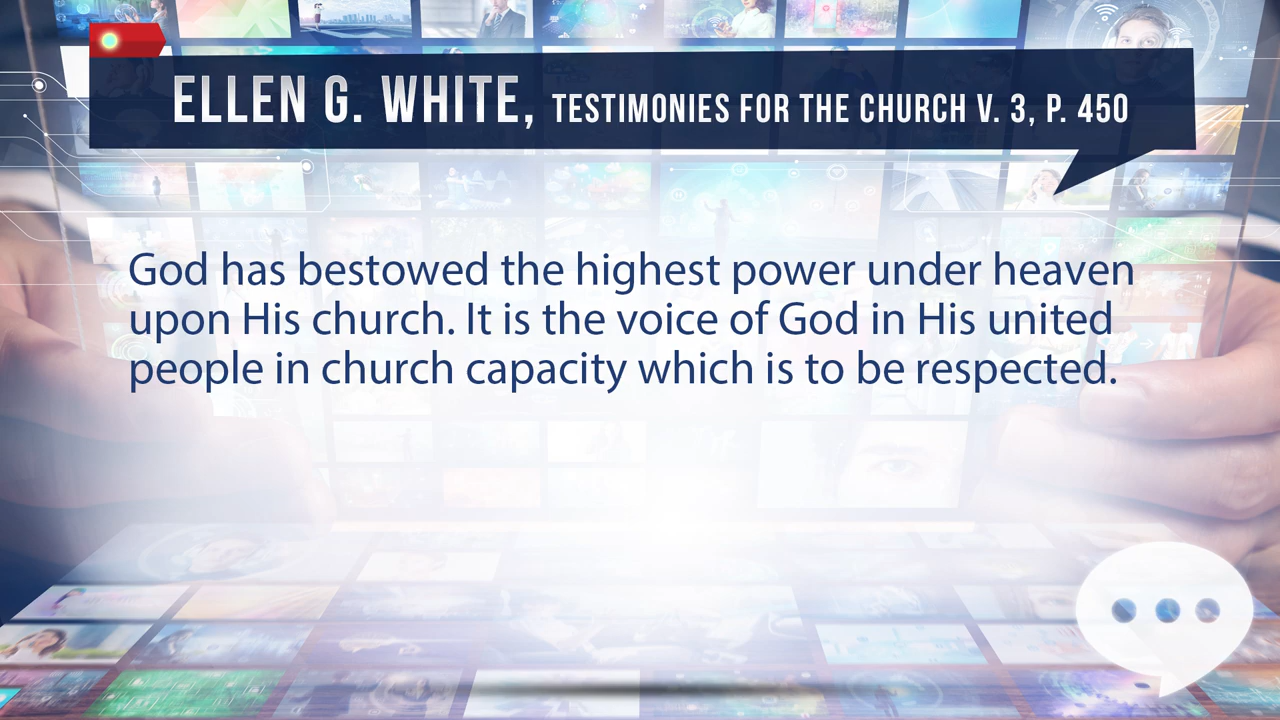 ELLEN G. WHITE, TESTIMONIES FOR THE CHURCH V. 3, P. 450
God has bestowed the highest power under heaven
upon His church. It is the voice of God in His united
people in church capacity which is to be respected.